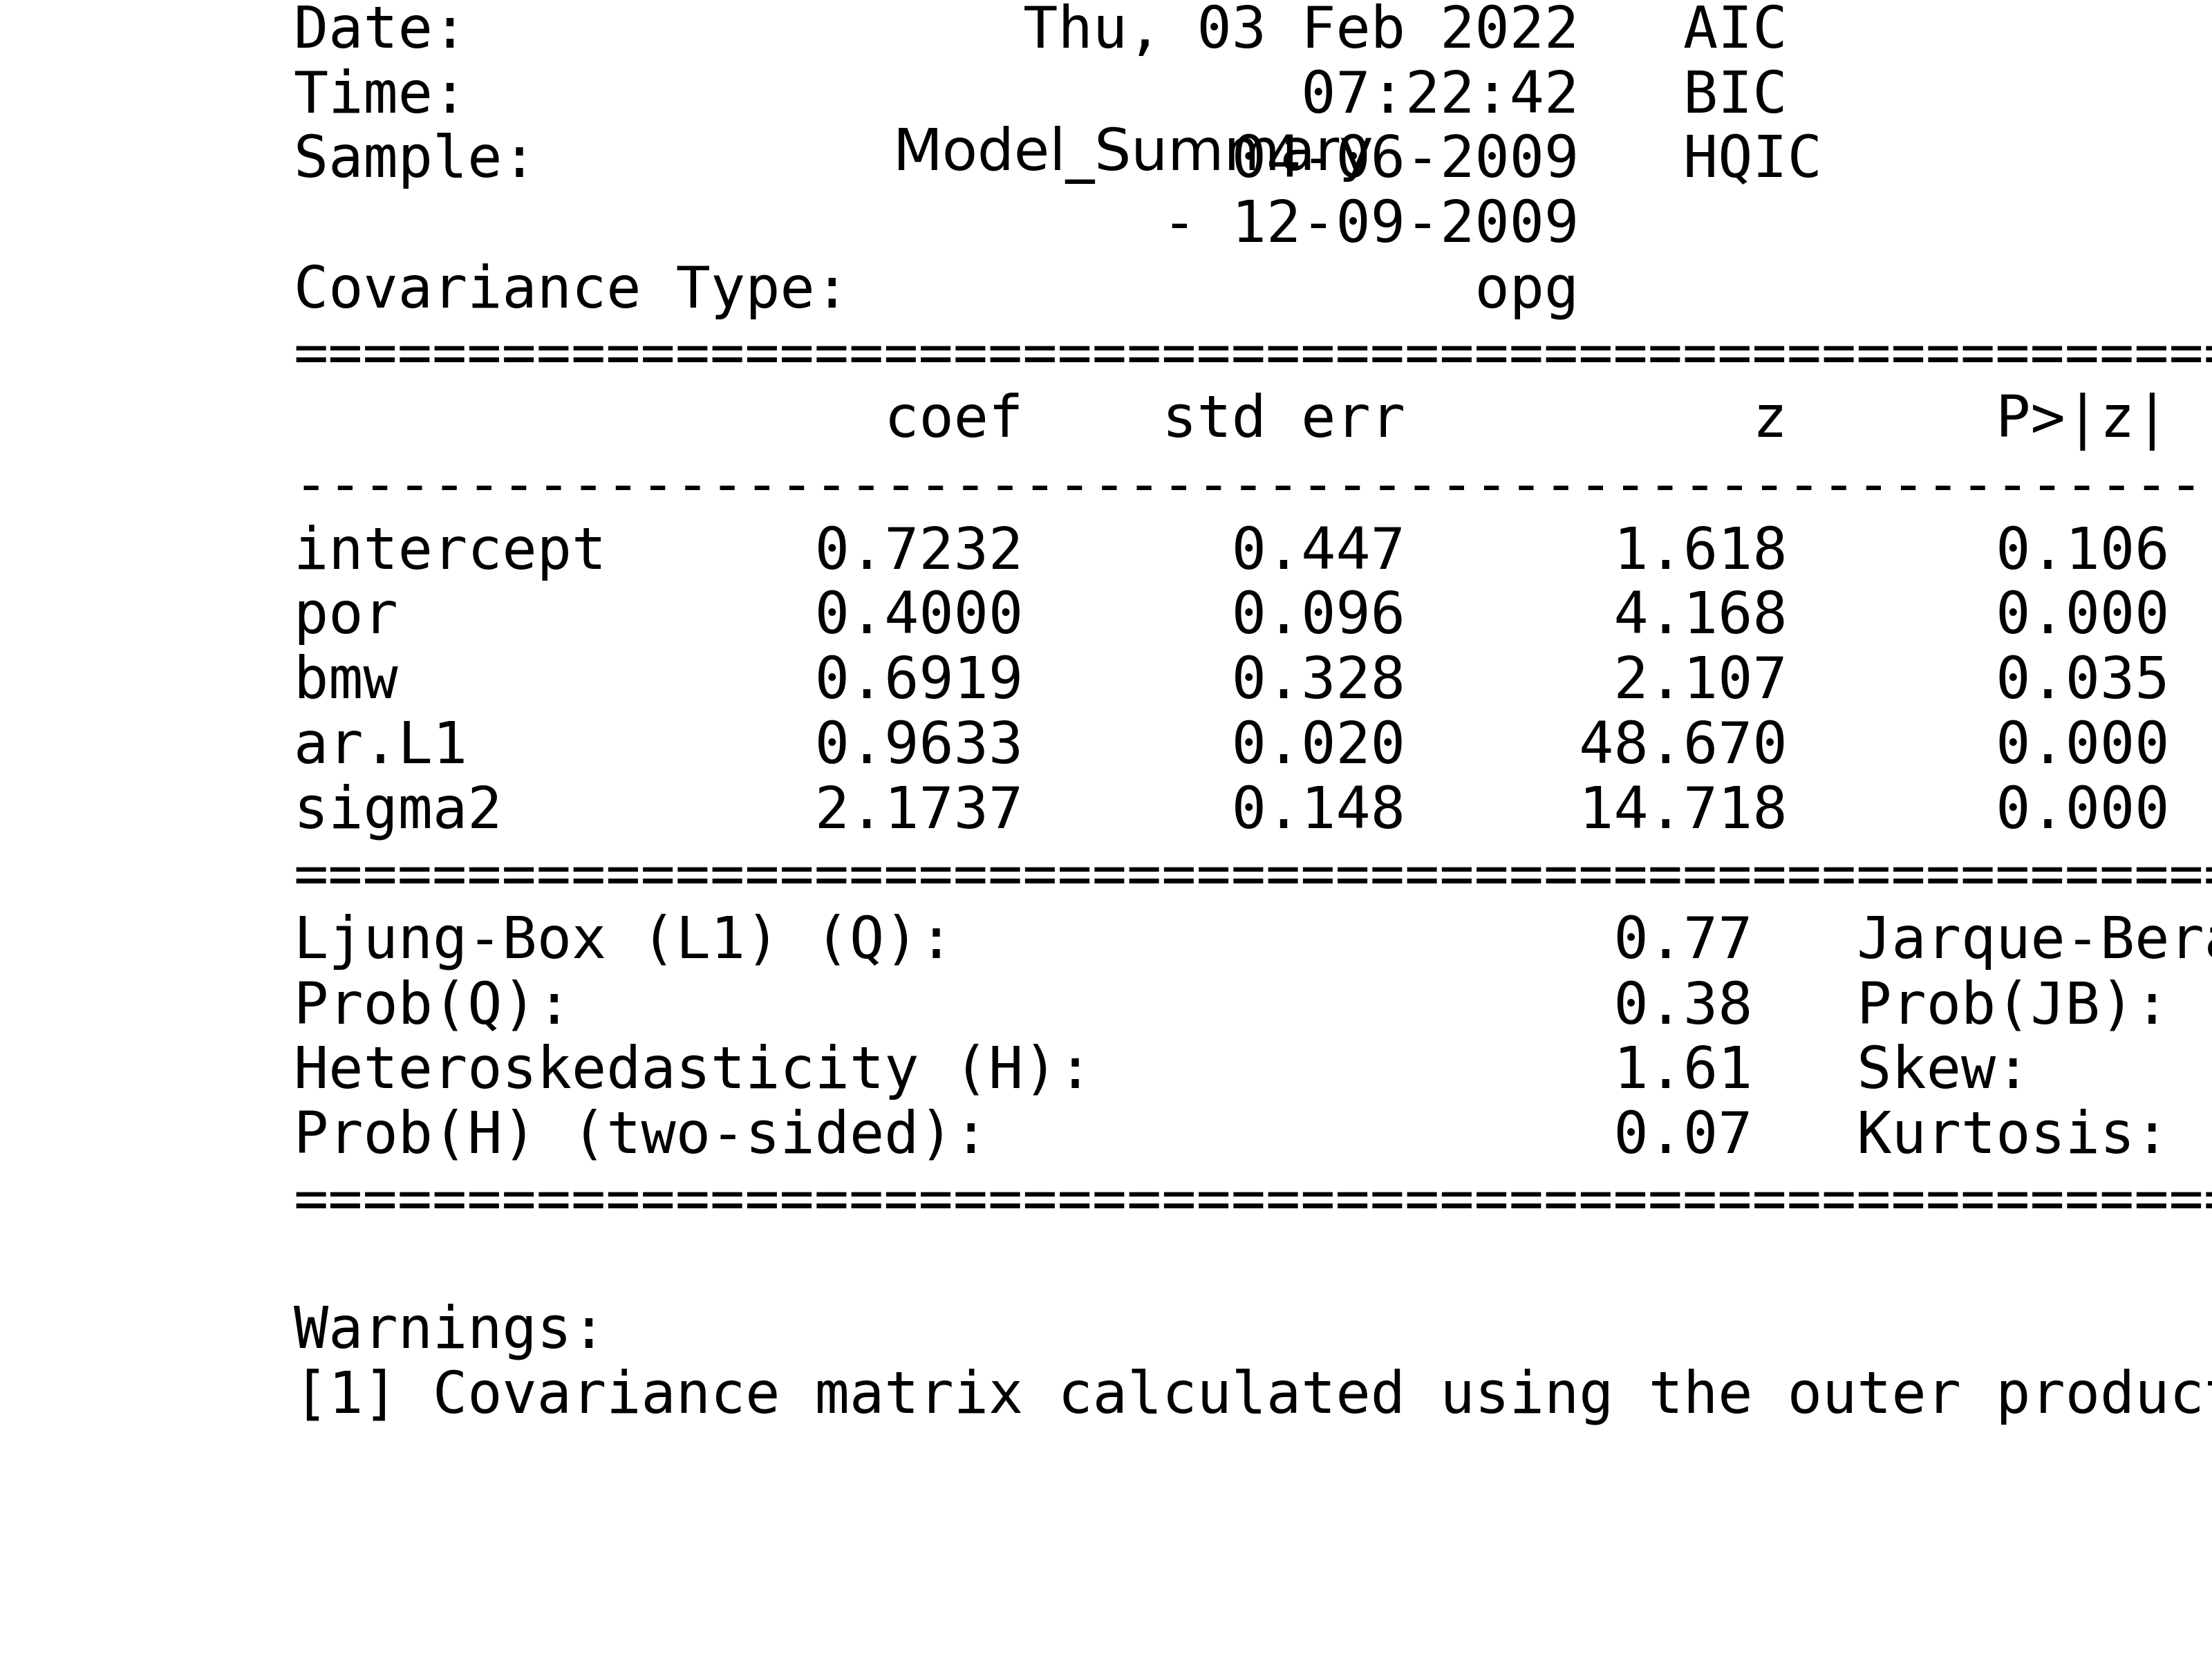 Date: Thu, 03 Feb 2022 AIC
Time: 07:22:42 BIC
Model_Summary
Sample: 04-06-2009 HQIC
- 12-09-2009
Covariance Type: opg
==============================================================
coef std err z P>|z|
-------------------------------------------------------
intercept 0.7232 0.447 1.618 0.106
por 0.4000 0.096 4.168 0.000
bmw 0.6919 0.328 2.107 0.035
ar.L1 0.9633 0.020 48.670 0.000
sigma2 2.1737 0.148 14.718 0.000
==============================================================
Ljung-Box (L1) (Q): 0.77 Jarque-Bera
Prob(Q): 0.38 Prob(JB):
Heteroskedasticity (H): 1.61 Skew:
Prob(H) (two-sided): 0.07 Kurtosis:
==============================================================
Warnings:
[1] Covariance matrix calculated using the outer product